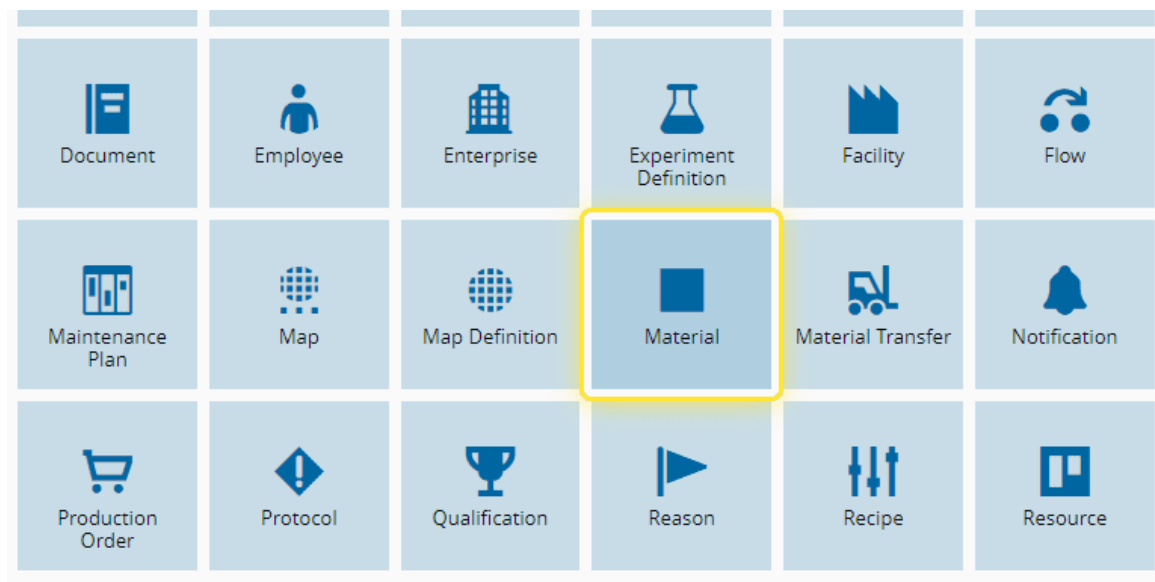 Document
Employee
Enterprise
Experiment
Definition
Facility
Flow
Maintenance
Plan
Map
Map Definition
Material
Material Transfer
Notification
Production
Order
Protocol
Qualification
Reason
Recipe
Resource